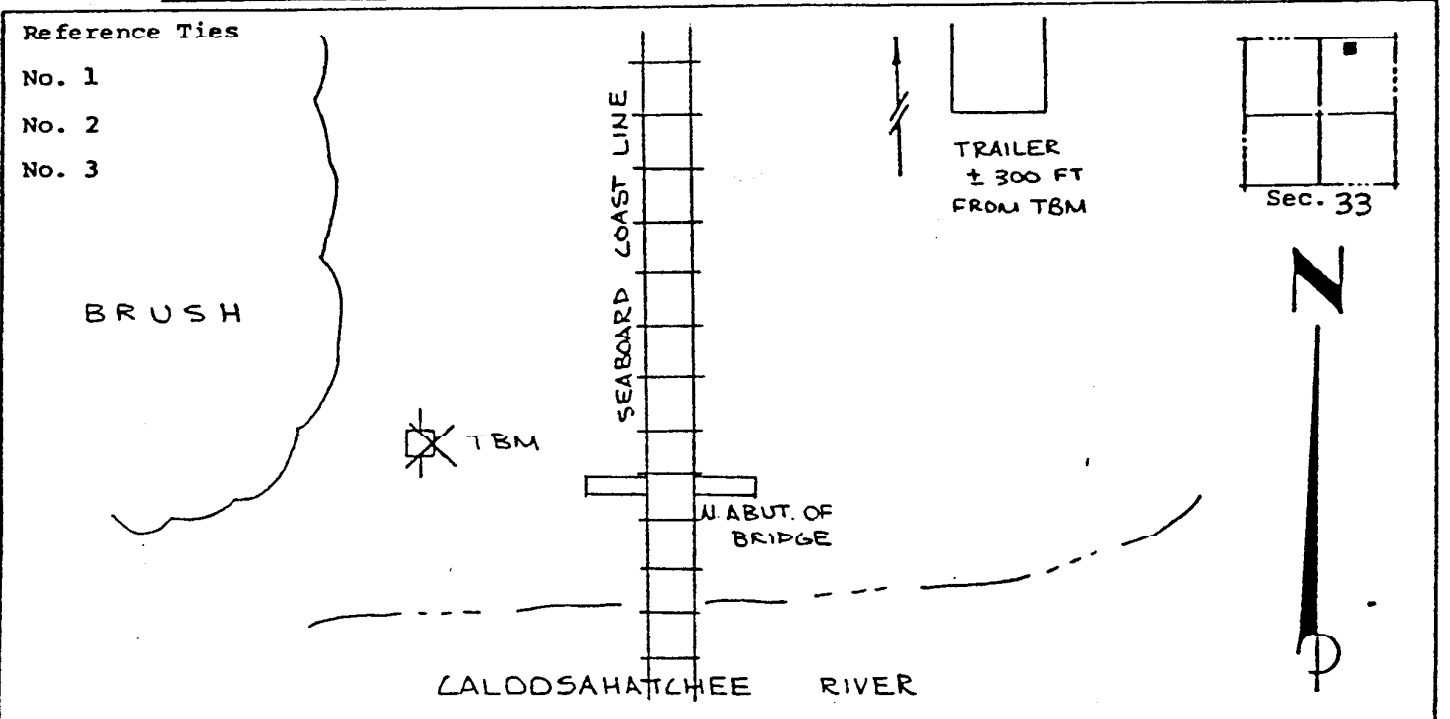 Reference Ties
No. 1
No. 2
No. 3
BRUSH
SEABOARD COAST LINE
TRAILER
± 300 FT
FROM TBM
Sec. 33
N
TBM
N. ABUT. OF
BRIDGE
CALOOSAHATCHEE RIVER